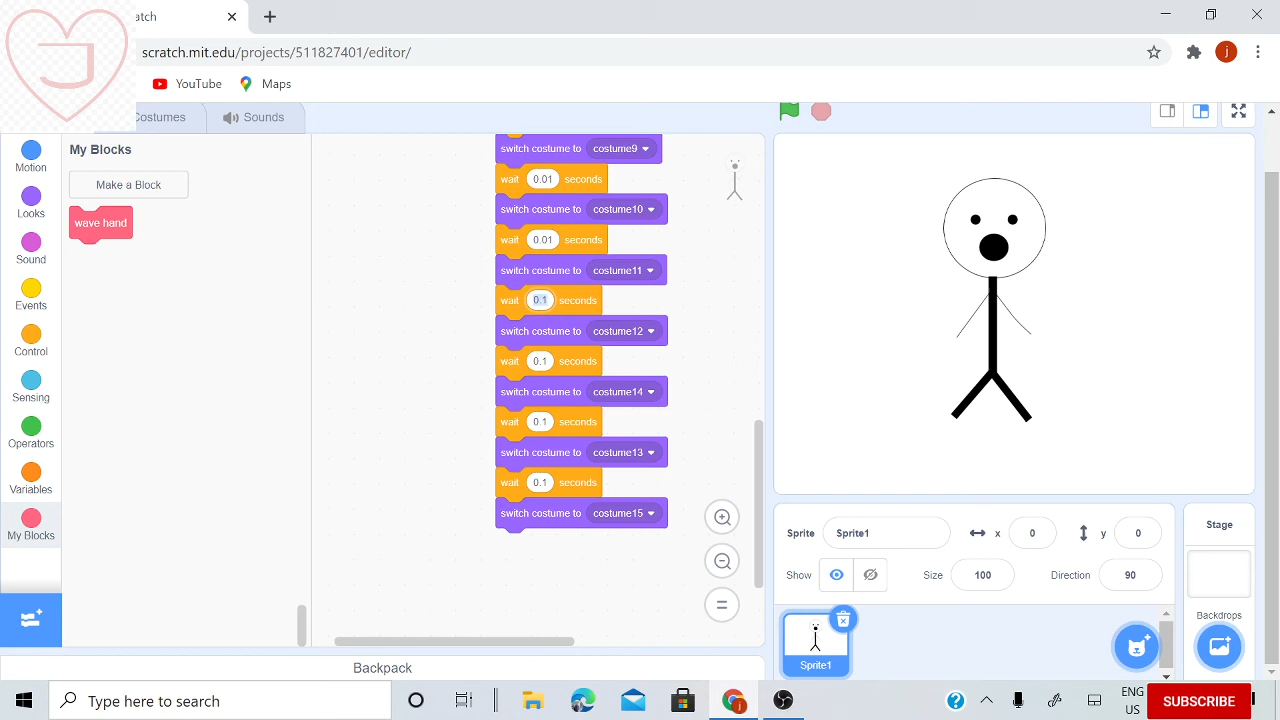 atch
scratch.mit.edu/projects/511827401/editor/
j
YouTube
Maps
J
ostumes
Sounds
Motion
Looks
Sound
Events
Control
Sensing
Operators
Variables
My Blocks
My Blocks
Make a Block
wave hand
switch costume to costume9
wait 0.01 seconds
switch costume to costume10
wait 0.01 seconds
switch costume to costume11
wait 0.1 seconds
switch costume to costume12
wait 0.1 seconds
switch costume to costume14
wait 0.1 seconds
switch costume to costume13
wait 0.1 seconds
switch costume to costume15
Sprite Sprite1 x 0 y 0
Show Size 100 Direction 90
Sprite1
Stage
Backdrops
Backpack
Type here to search
ENG
US
SUBSCRIBE